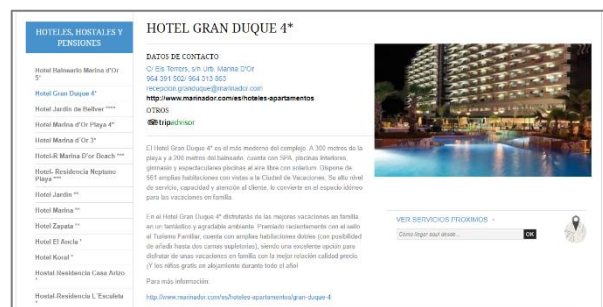 HOTELES, HOSTALES Y
PENSIONES
Hotel Balneario Marina d'Or
5*
Hotel Gran Duque 4*
Hotel Jardin de Bellver ****
Hotel Marina d'Or Playa 4*
Hotel Marina d'Or 3*
Hotel-R Marina D'or Beach ***
Hotel- Residencia Neptuno
Playa ***
Hotel Jardín **
Hotel Marina **
Hotel Zapata **
Hotel El Ancla *
Hotel Koral *
Hostal-Residencia Casa Arizo
*
Hostal-Residencia L'Escaleta
*
HOTEL GRAN DUQUE 4*
DATOS DE CONTACTO
C/ Els Terrers, s/n Urb. Marina D'Or
964 391 502/ 964 313 863
recepcion.granduque@marinador.com
http://www.marinador.com/es/hoteles-apartamentos
OTROS
tripadvisor
El Hotel Gran Duque 4* es el más moderno del complejo. A 300 metros de la
playa y a 200 metros del balneario, cuenta con SPA, piscinas interiores,
gimnasio y espectaculares piscinas al aire libre con solarium. Dispone de
561 amplias habitaciones con vistas a la Ciudad de Vacaciones. Su alto nivel
de servicio, capacidad y atención al cliente, lo convierte en el espacio idóneo
para las vacaciones en familia.
En el Hotel Gran Duque 4* disfrutarás de las mejores vacaciones en familia
en un fantástico y agradable ambiente. Premiado recientemente con el sello
al Turismo Familiar, cuenta con amplias habitaciones dobles (con posibilidad
de añadir hasta dos camas supletorias), siendo una excelente opción para
disfrutar de unas vacaciones en familia con la mejor relación calidad precio.
¡Y los niños gratis en alojamiento durante todo el año!
Para más información:
http://www.marinador.com/es/hoteles-apartamentos/gran-duque-4
VER SERVICIOS PROXIMOS
Cómo llegar aquí desde...
OK